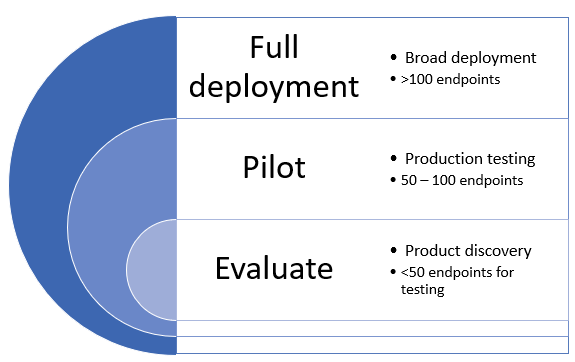 Full
deployment
• Broad deployment
• >100 endpoints
Pilot
• Production testing
• 50 – 100 endpoints
Evaluate
• Product discovery
• <50 endpoints for
testing